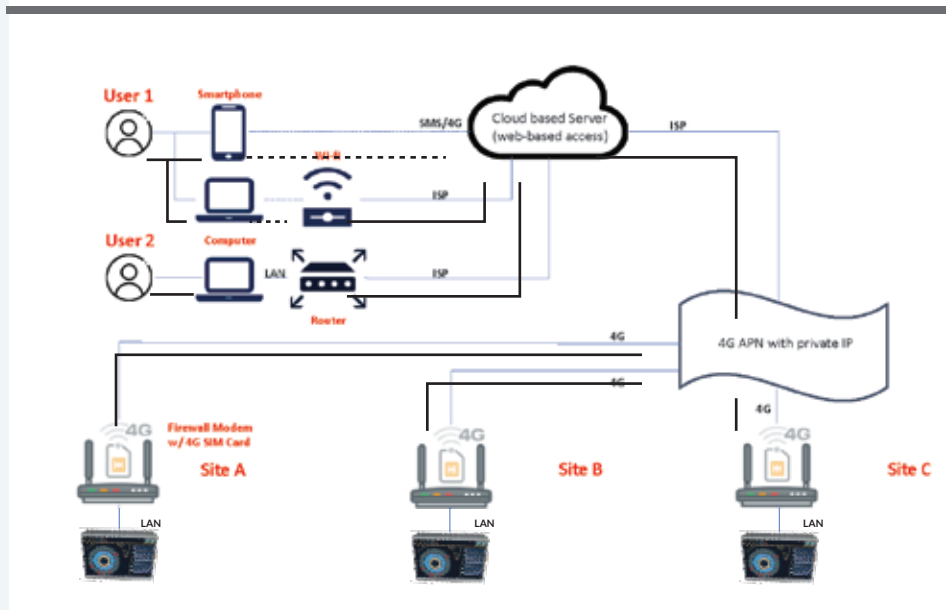 User 1
Smartphone
SMS/4G
Cloud based Server
(web-based access)
ISP
Wi-Fi
ISP
User 2
Computer
LAN
ISP
Router
4G
4G APN with private IP
4G
4G
4G
Firewall Modem
w/ 4G SIM Card
Site A
4G
Site B
4G
Site C
LAN
LAN
LAN